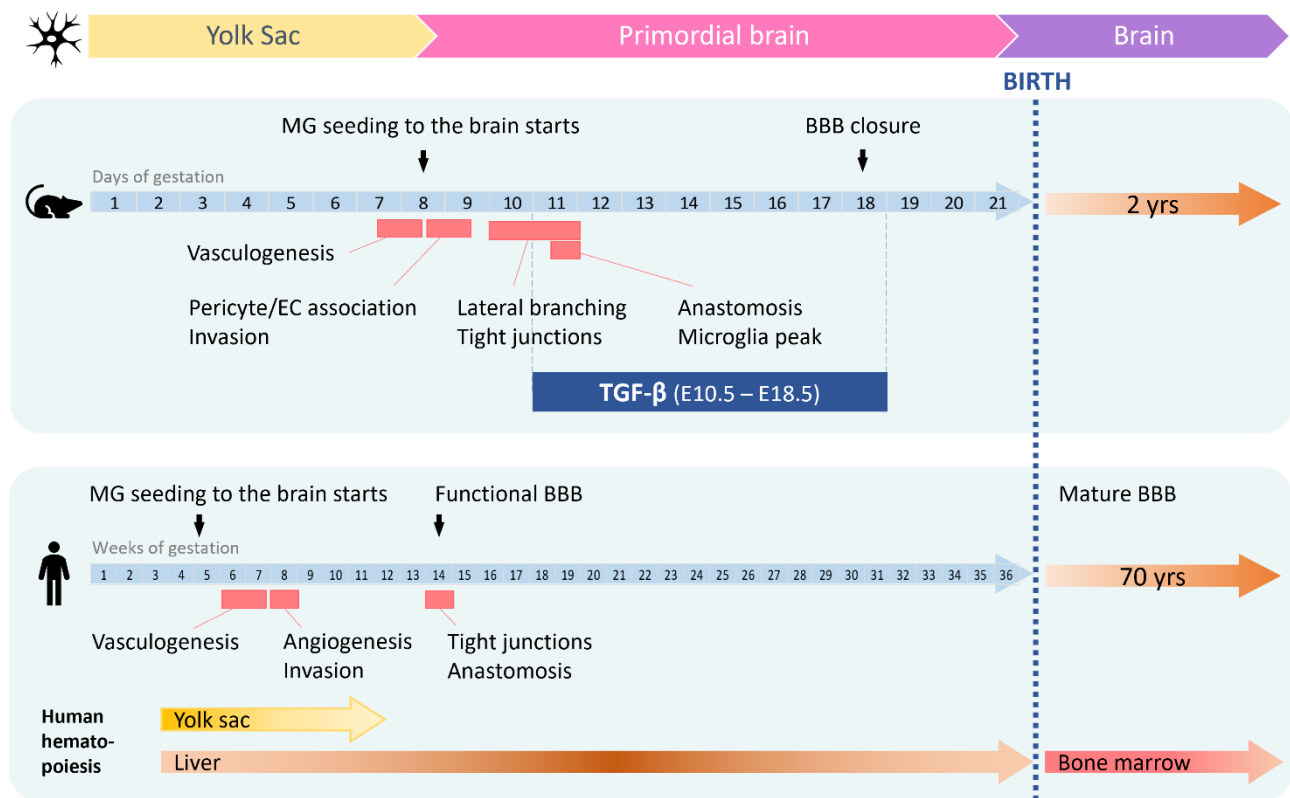 Yolk Sac
Primordial brain
Brain
BIRTH
MG seeding to the brain starts
BBB closure
Days of gestation
1 2 3 4 5 6 7 8 9 10 11 12 13 14 15 16 17 18 19 20 21
2 yrs
Vasculogenesis
Pericyte/EC association
Invasion
Lateral branching
Tight junctions
Anastomosis
Microglia peak
TGF-β (E10.5 – E18.5)
MG seeding to the brain starts
Functional BBB
Mature BBB
Weeks of gestation
1 2 3 4 5 6 7 8 9 10 11 12 13 14 15 16 17 18 19 20 21 22 23 24 25 26 27 28 29 30 31 32 33 34 35 36
70 yrs
Vasculogenesis
Angiogenesis
Invasion
Tight junctions
Anastomosis
Human
hemato-
poiesis
Yolk sac
Liver
Bone marrow